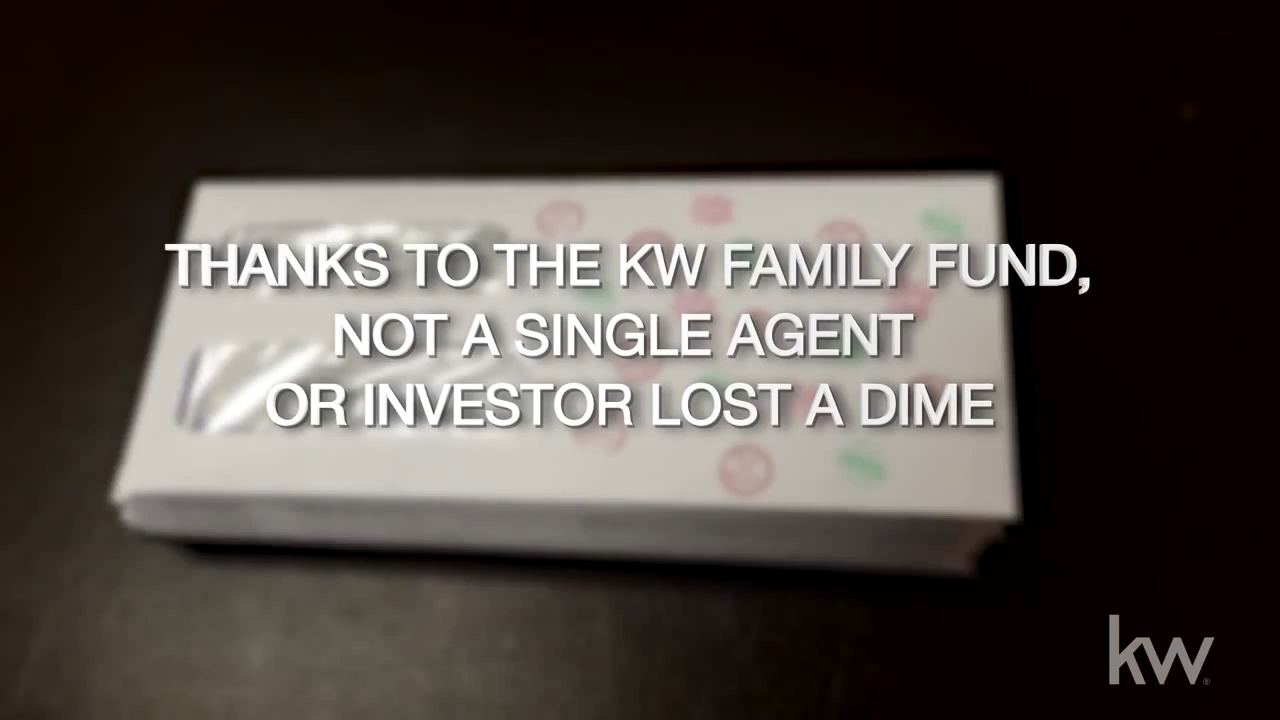 THANKS TO THE KW FAMILY FUND,
NOT A SINGLE AGENT
OR INVESTOR LOST A DIME
kw®